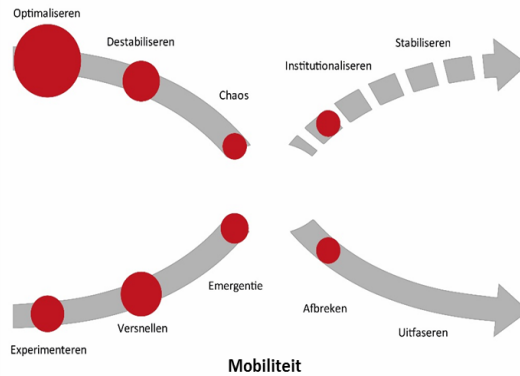 Optimaliseren
Destabiliseren
Chaos
Institutionaliseren
Stabiliseren
Experimenteren
Versnellen
Emergentie
Afbreken
Uitfaseren
Mobiliteit